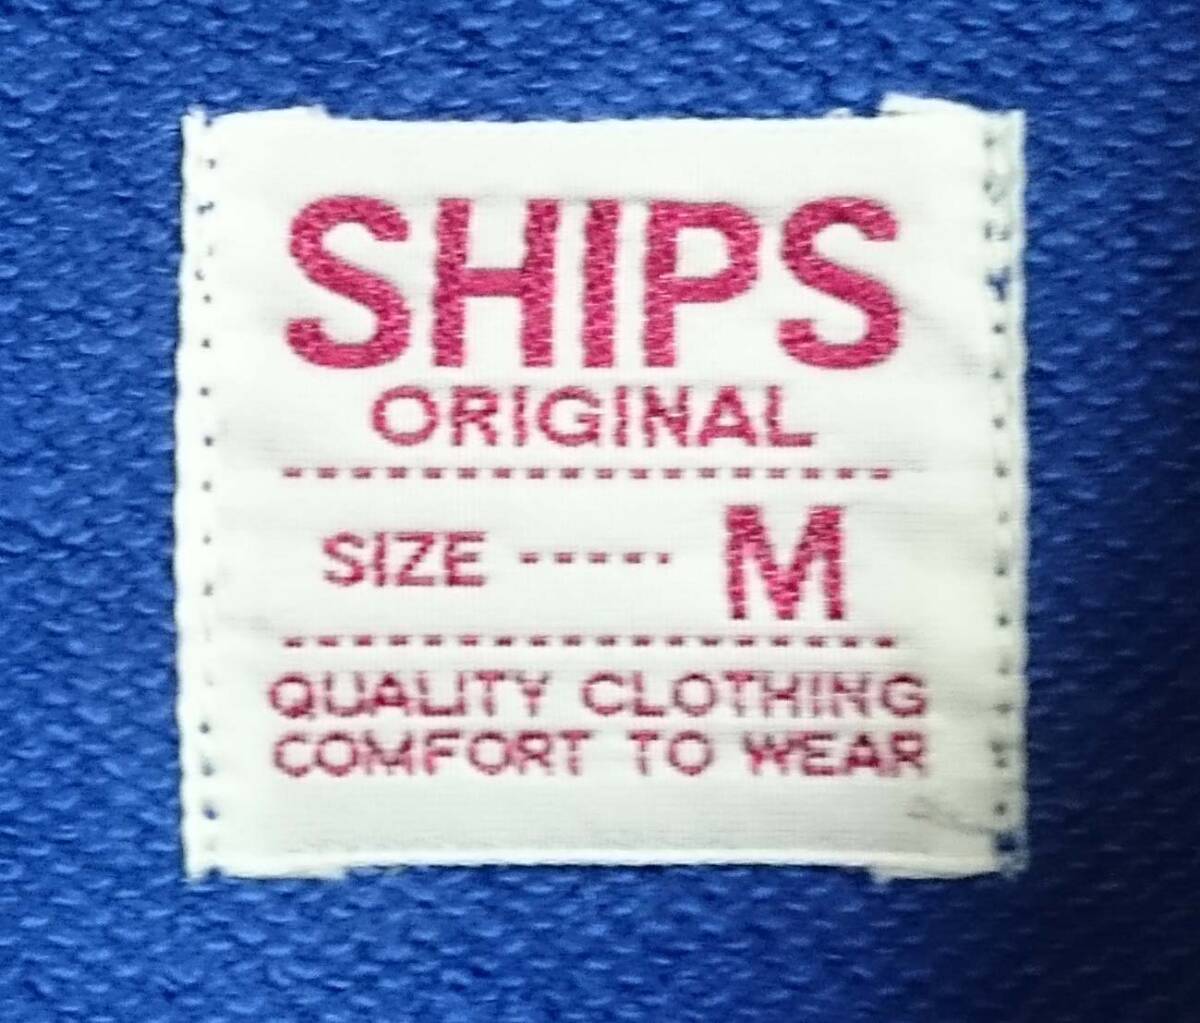 SHIPS
ORIGINAL
SIZE ····· M
QUALITY CLOTHING
COMFORT TO WEAR